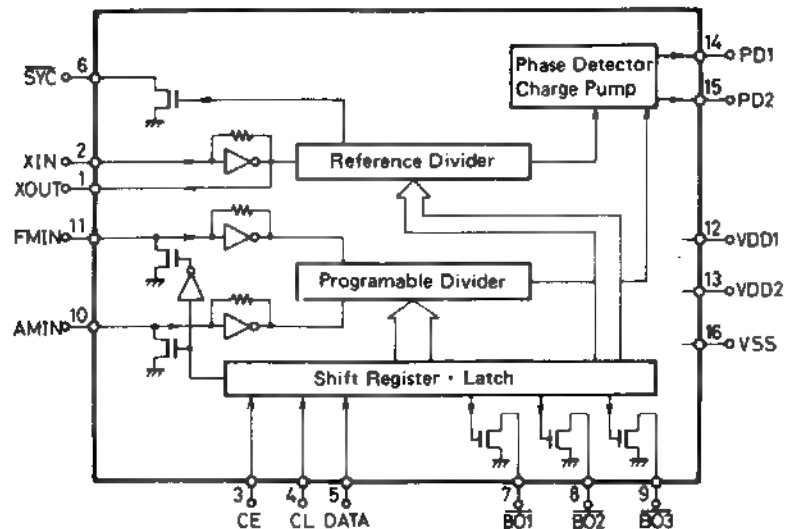 14
PD1
Phase Detector
Charge Pump
15
PD2
6
SYC
2
XIN
Reference Divider
1
XOUT
11
FMIN
12
VDD1
Programable Divider
13
VDD2
10
AMIN
16
VSS
Shift Register · Latch
3
4
5
7
8
9
CE
CL
DATA
BO1
BO2
BO3